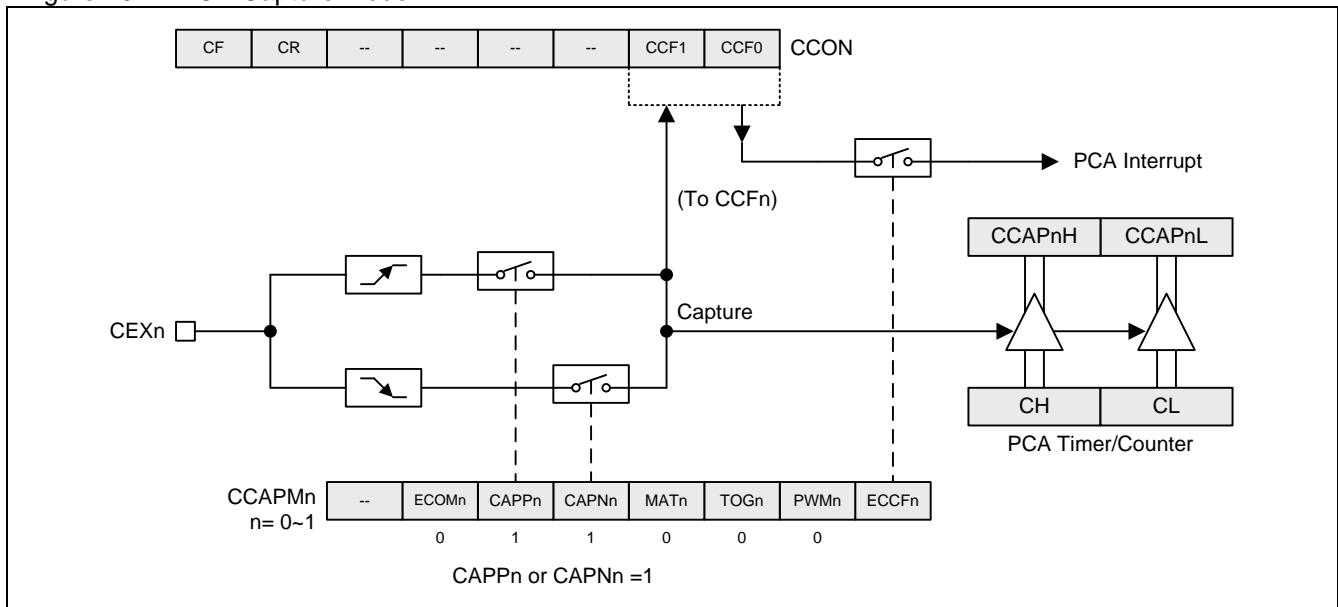 CF CR -- -- -- -- CCF1 CCF0 CCON
PCA Interrupt
(To CCFn)
CCAPnH CCAPnL
Capture
CEXn
CH CL
PCA Timer/Counter
CCAPMn -- ECOMn CAPPn CAPNn MATn TOGn PWMn ECCFn
n= 0~1
0 1 1 0 0 0
CAPPn or CAPNn =1